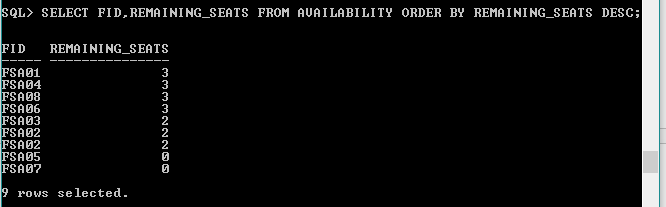 SQL> SELECT FID,REMAINING_SEATS FROM AVAILABILITY ORDER BY REMAINING_SEATS DESC;
FID   REMAINING_SEATS
----- ---------------
FSA01               3
FSA04               3
FSA08               3
FSA06               3
FSA03               2
FSA02               2
FSA02               2
FSA05               0
FSA07               0
9 rows selected.